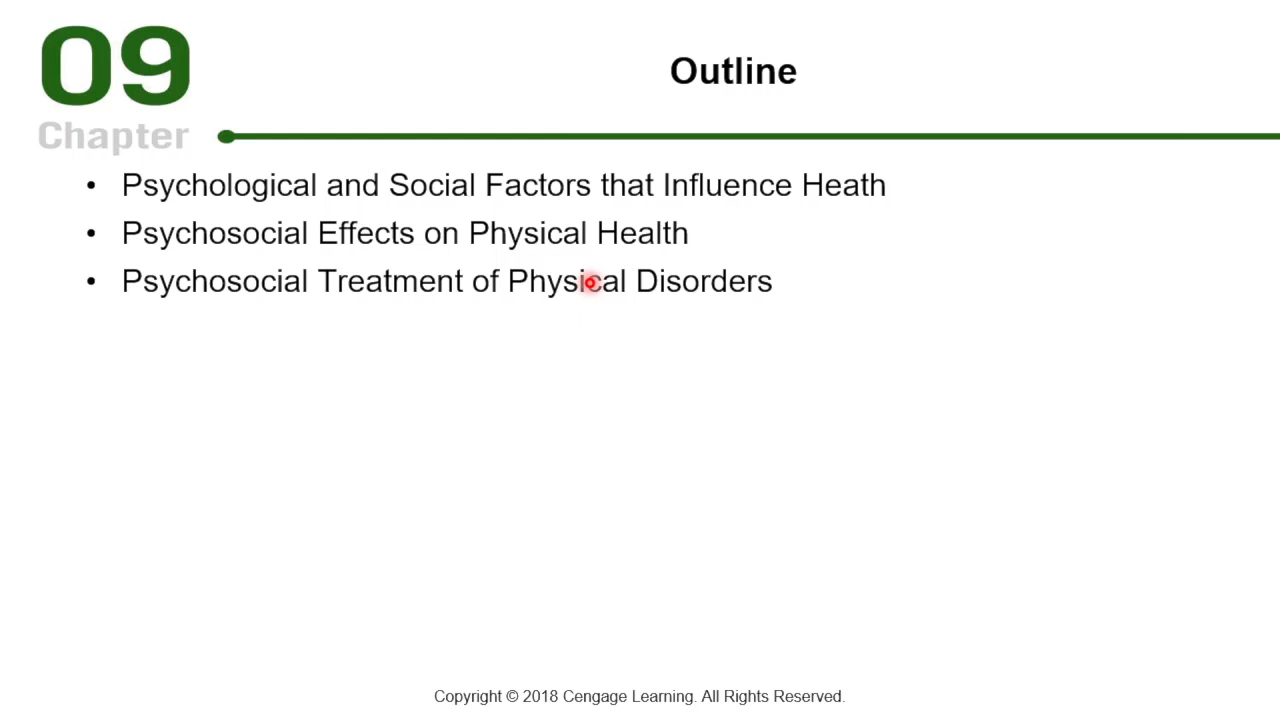 09
Chapter
Outline
• Psychological and Social Factors that Influence Heath
• Psychosocial Effects on Physical Health
• Psychosocial Treatment of Physical Disorders
Copyright © 2018 Cengage Learning. All Rights Reserved.